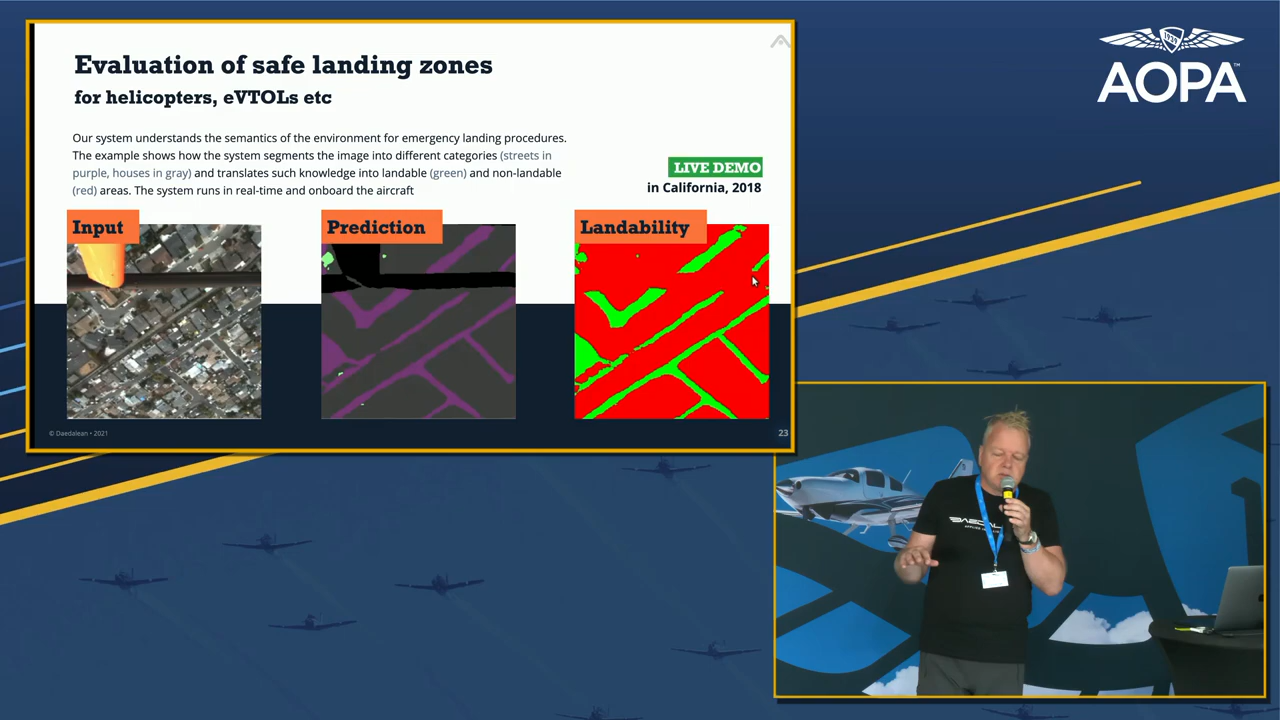 Evaluation of safe landing zones
for helicopters, eVTOLs etc
Our system understands the semantics of the environment for emergency landing procedures.
The example shows how the system segments the image into different categories (streets in
purple, houses in gray) and translates such knowledge into landable (green) and non-landable
(red) areas. The system runs in real-time and onboard the aircraft
LIVE DEMO
in California, 2018
Input
Prediction
Landability
© Daedalean • 2021
23
AOPA™